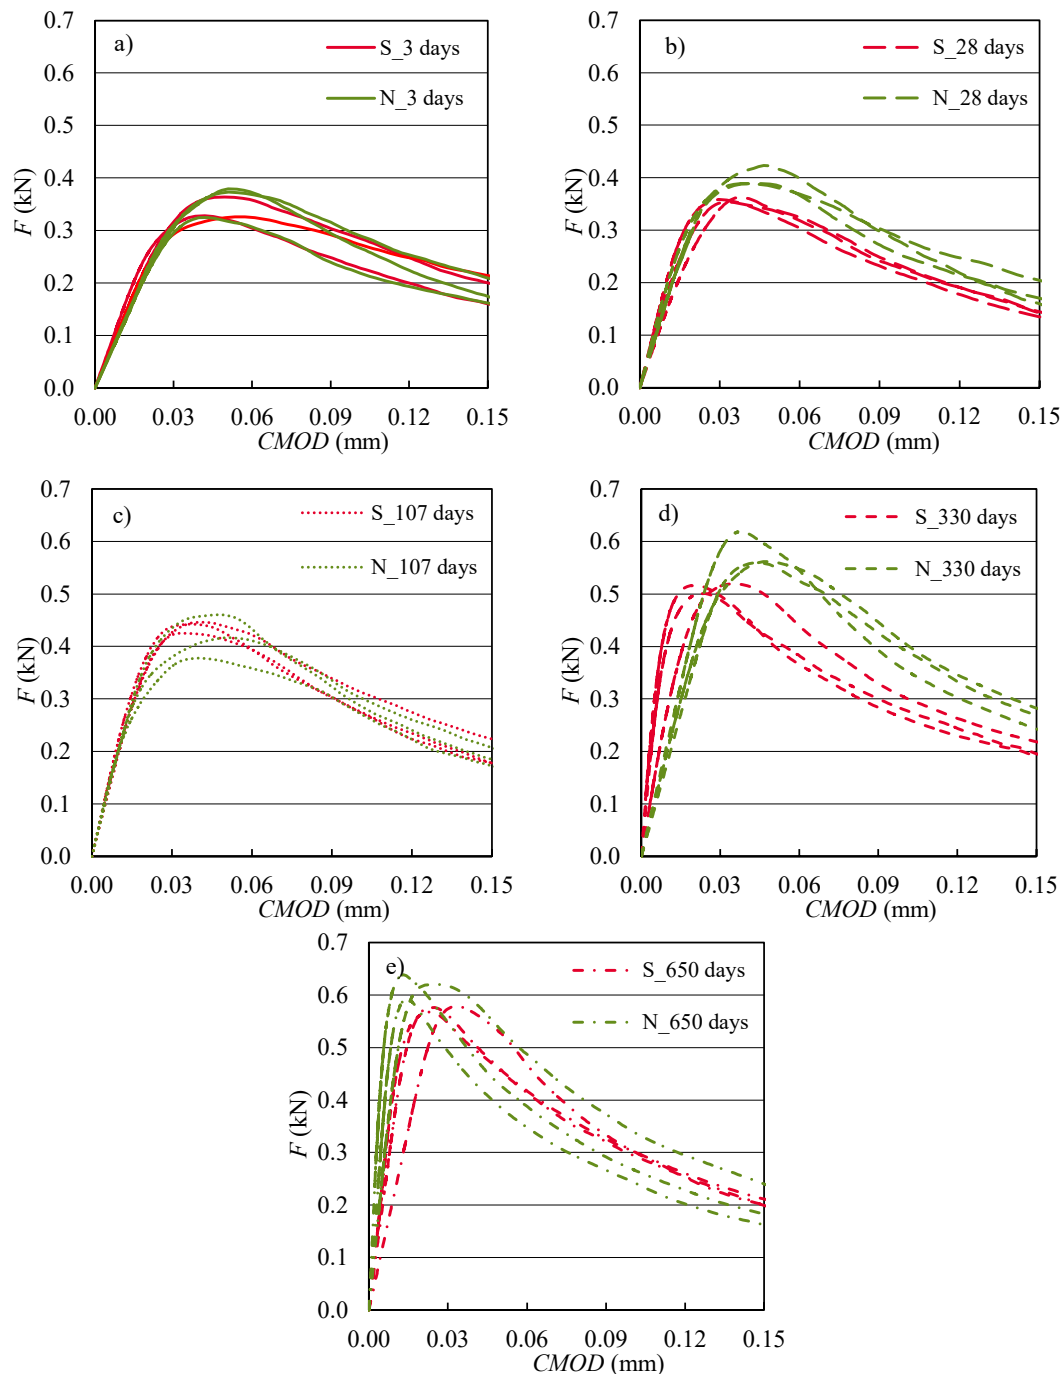 a)
S_3 days
N_3 days
0.7
0.6
0.5
0.4
0.3
0.2
0.1
0.0
F (kN)
0.00 0.03 0.06 0.09 0.12 0.15
CMOD (mm)
b)
S_28 days
N_28 days
0.7
0.6
0.5
0.4
0.3
0.2
0.1
0.0
F (kN)
0.00 0.03 0.06 0.09 0.12 0.15
CMOD (mm)
c)
S_107 days
N_107 days
0.7
0.6
0.5
0.4
0.3
0.2
0.1
0.0
F (kN)
0.00 0.03 0.06 0.09 0.12 0.15
CMOD (mm)
d)
S_330 days
N_330 days
0.7
0.6
0.5
0.4
0.3
0.2
0.1
0.0
F (kN)
0.00 0.03 0.06 0.09 0.12 0.15
CMOD (mm)
e)
S_650 days
N_650 days
0.7
0.6
0.5
0.4
0.3
0.2
0.1
0.0
F (kN)
0.00 0.03 0.06 0.09 0.12 0.15
CMOD (mm)